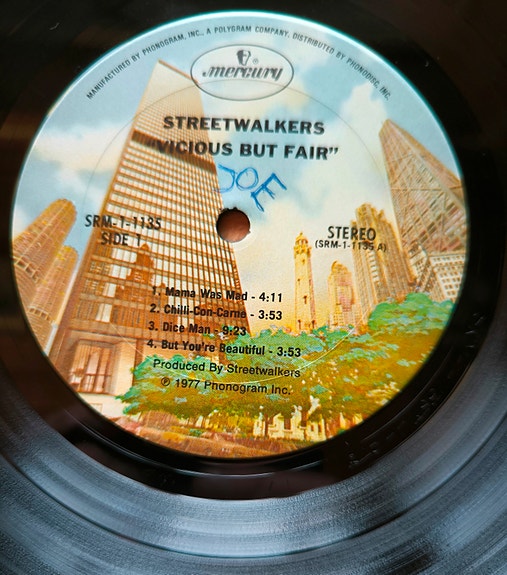 MANUFACTURED BY PHONOGRAM, INC., A POLYGRAM COMPANY, DISTRIBUTED BY PHONODISC, INC.
mercury
STREETWALKERS
"VICIOUS BUT FAIR"
JOE
SRM-1-1135
SIDE 1
STEREO
(SRM-1-1135 A)
1. Mama Was Mad - 4:11
2. Chilli-Con-Carne - 3:53
3. Dice Man - 9:23
4. But You're Beautiful - 3:53
Produced By Streetwalkers
℗ 1977 Phonogram Inc.